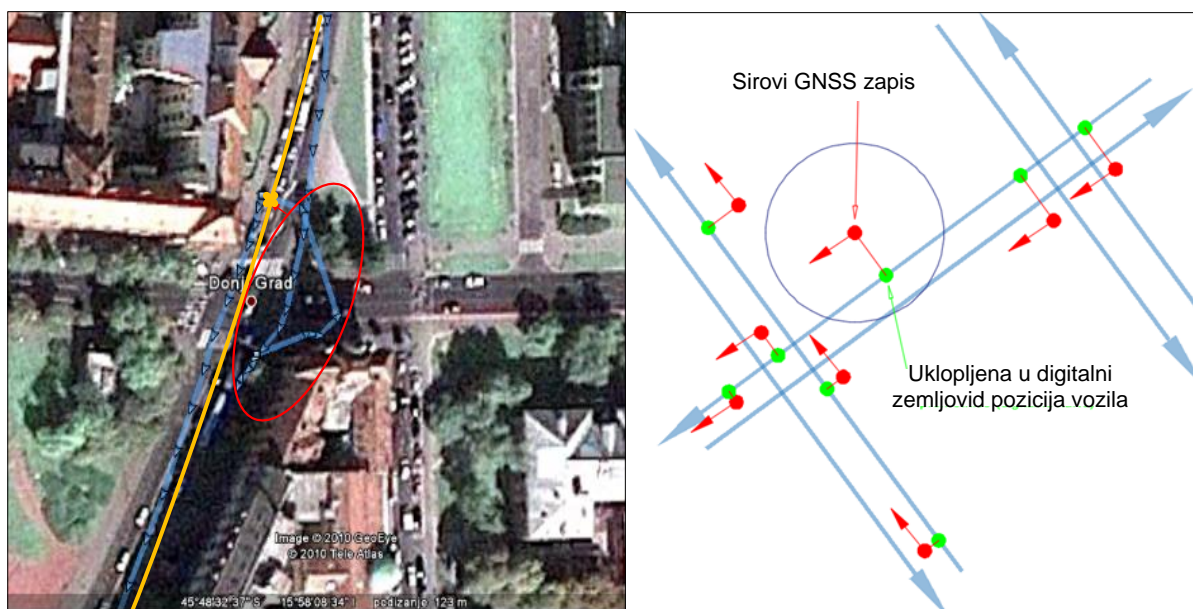 Donji Grad
Image © 2010 GeoEye
© 2010 Tele Atlas
45°48'32.37" S 15°58'08.34" I podizanje 123 m
Sirovi GNSS zapis
Uklopljena u digitalni
zemljovid pozicija vozila